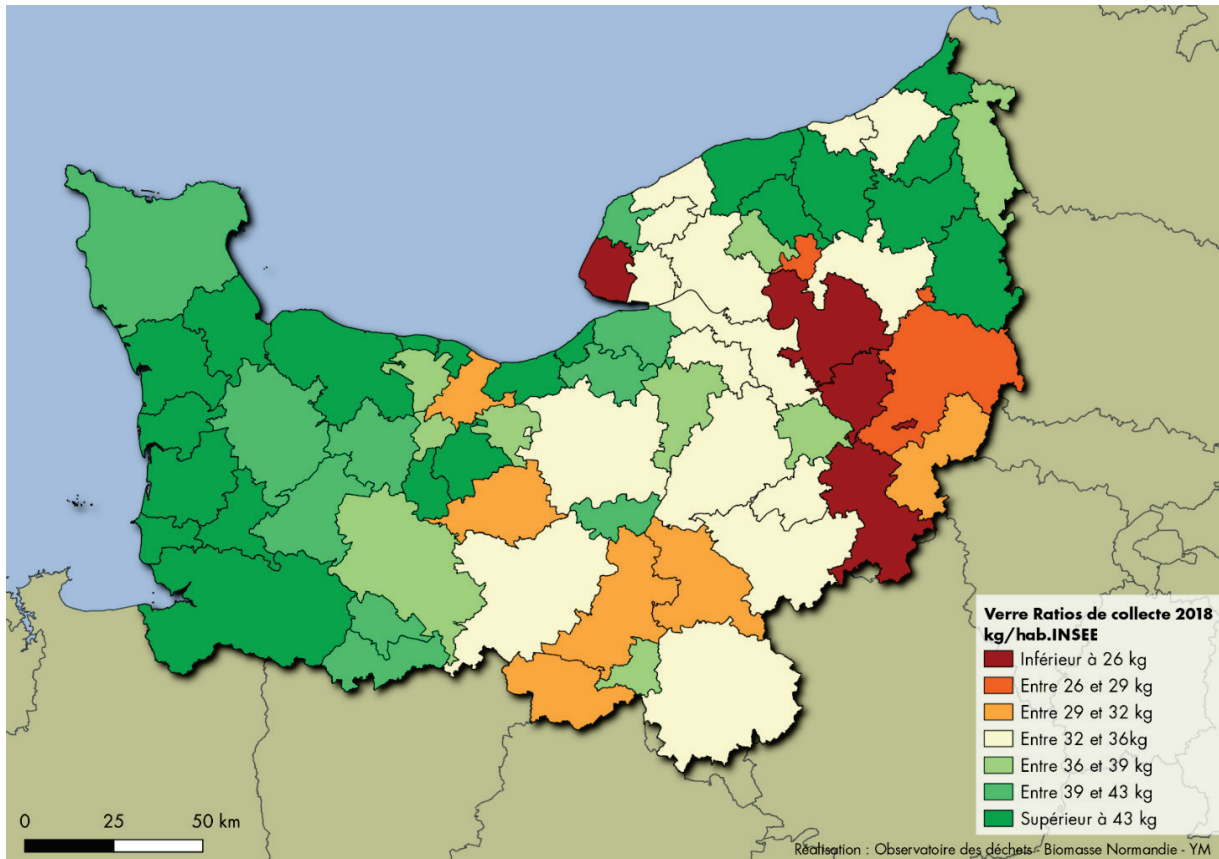 Verre Ratios de collecte 2018
kg/hab.INSEE
Inférieur à 26 kg
Entre 26 et 29 kg
Entre 29 et 32 kg
Entre 32 et 36kg
Entre 36 et 39 kg
Entre 39 et 43 kg
Supérieur à 43 kg
0 25 50 km
Réalisation : Observatoire des déchets - Biomasse Normandie - YM